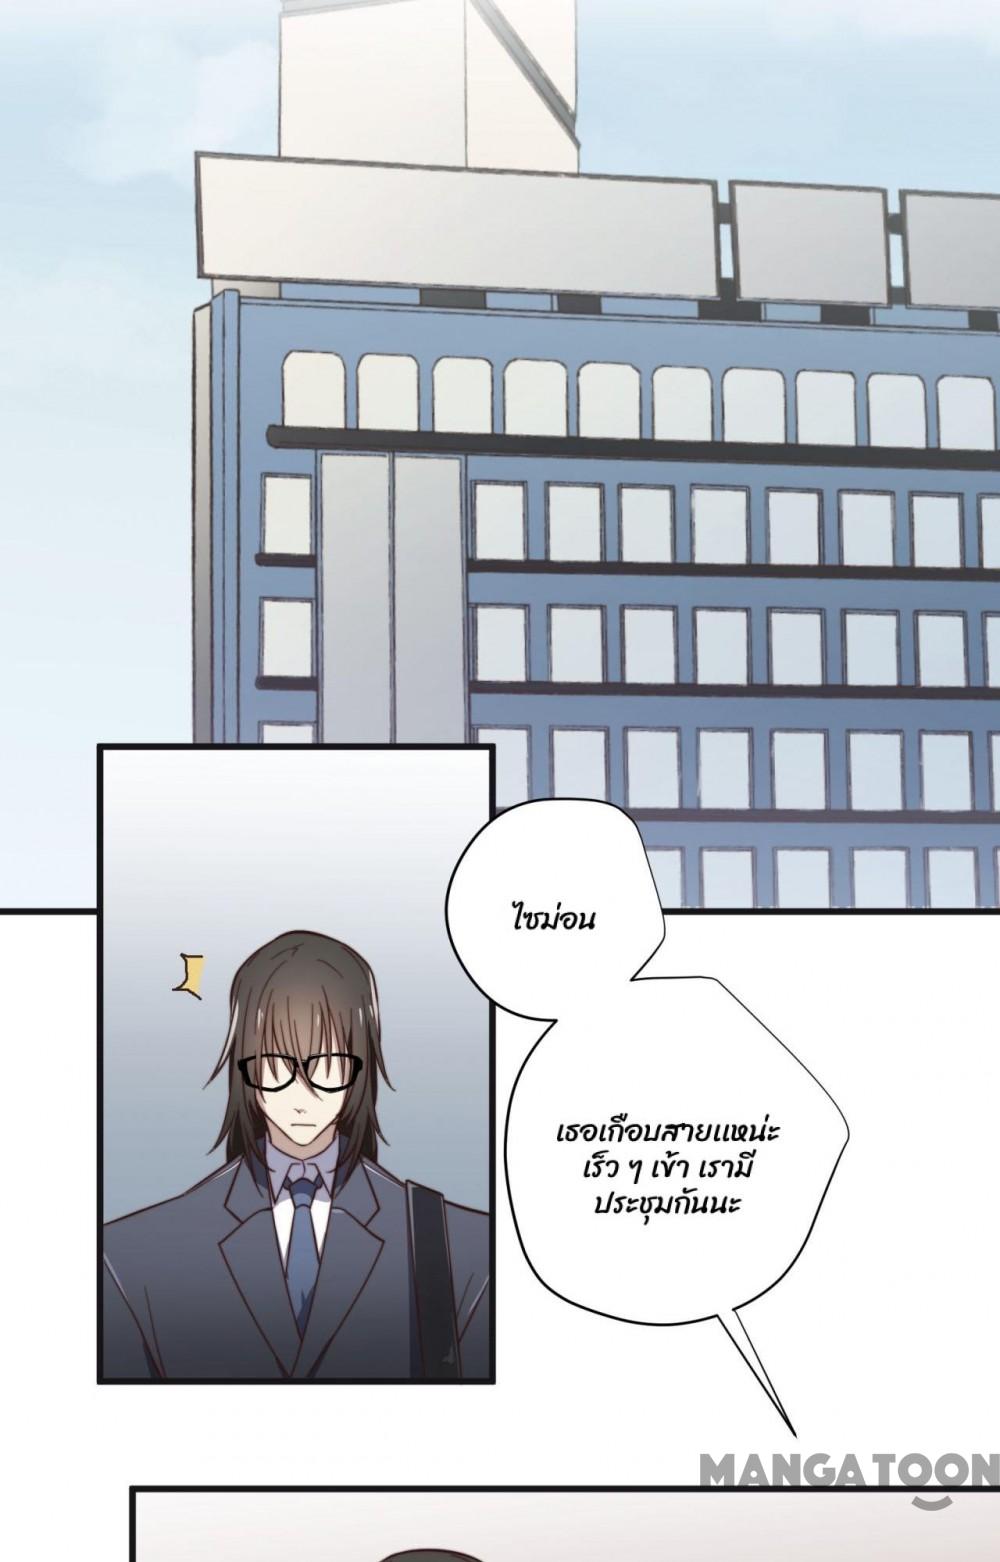 ไซม่อน
เธอเกือบสายแหน่ะ
เร็ว ๆ เข้า เรามี
ประชุมกันนะ
MANGATOON